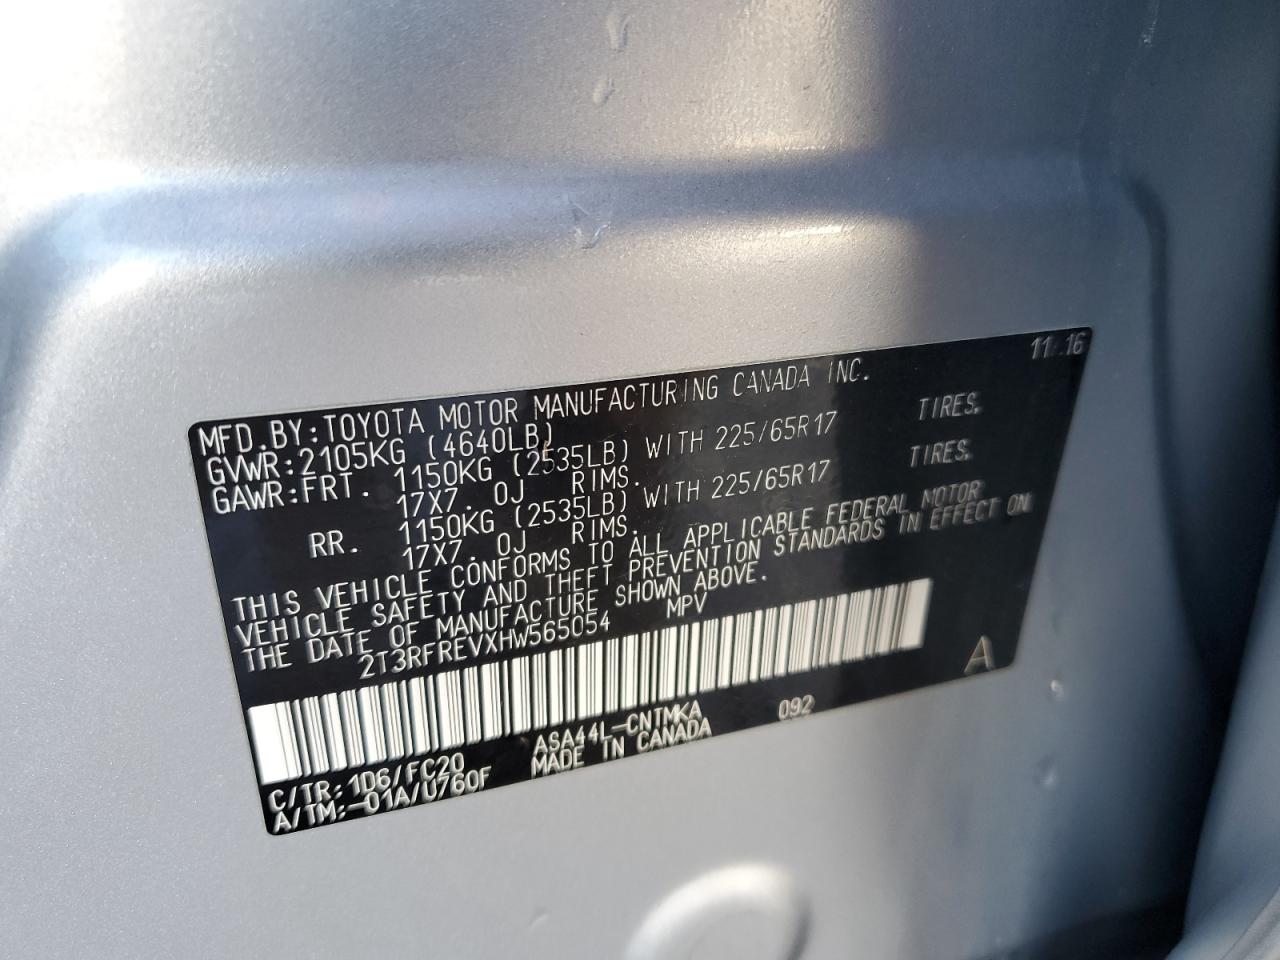 11/16
MFD.BY:TOYOTA MOTOR MANUFACTURING CANADA INC.
GVWR:2105KG (4640LB)
GAWR:FRT. 1150KG (2535LB) WITH 225/65R17 TIRES.
17X7.0J RIMS.
RR. 1150KG (2535LB) WITH 225/65R17 TIRES.
17X7.0J RIMS.
THIS VEHICLE CONFORMS TO ALL APPLICABLE FEDERAL MOTOR
VEHICLE SAFETY AND THEFT PREVENTION STANDARDS IN EFFECT ON
THE DATE OF MANUFACTURE SHOWN ABOVE.
2T3RFREVXHW565054 MPV
A
C/TR:1D6/FC20 ASA44L-CNTMKA 092
A/TM:-01A/U760F MADE IN CANADA